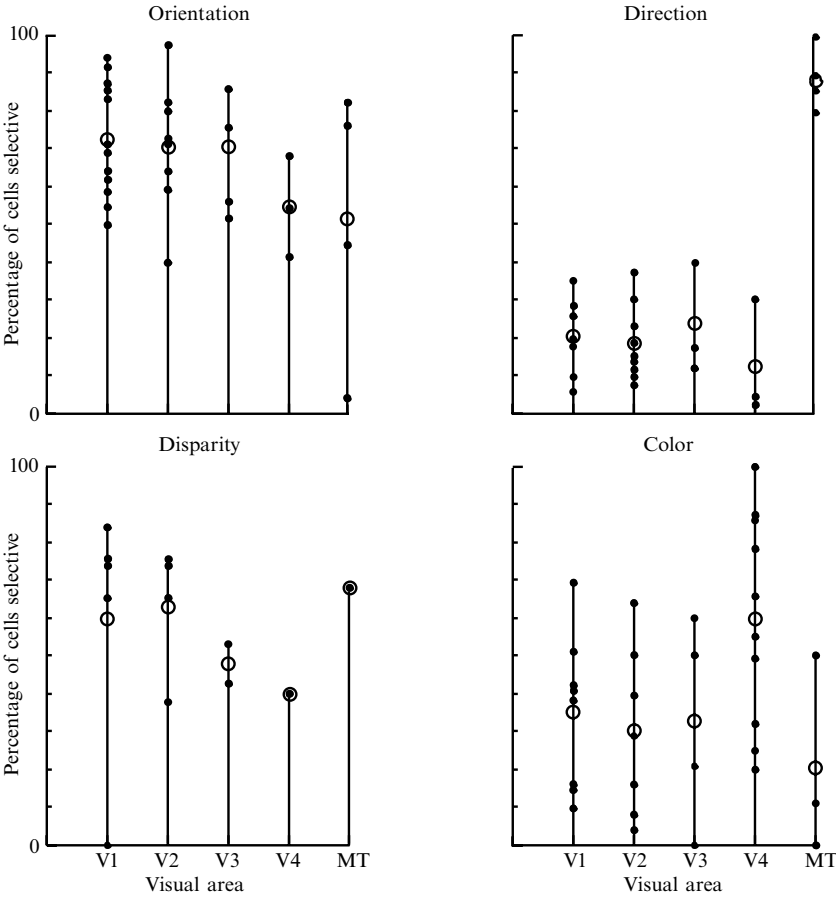 Orientation
Direction
100
Percentage of cells selective
0
Disparity
Color
100
Percentage of cells selective
0
V1 V2 V3 V4 MT
V1 V2 V3 V4 MT
Visual area
Visual area